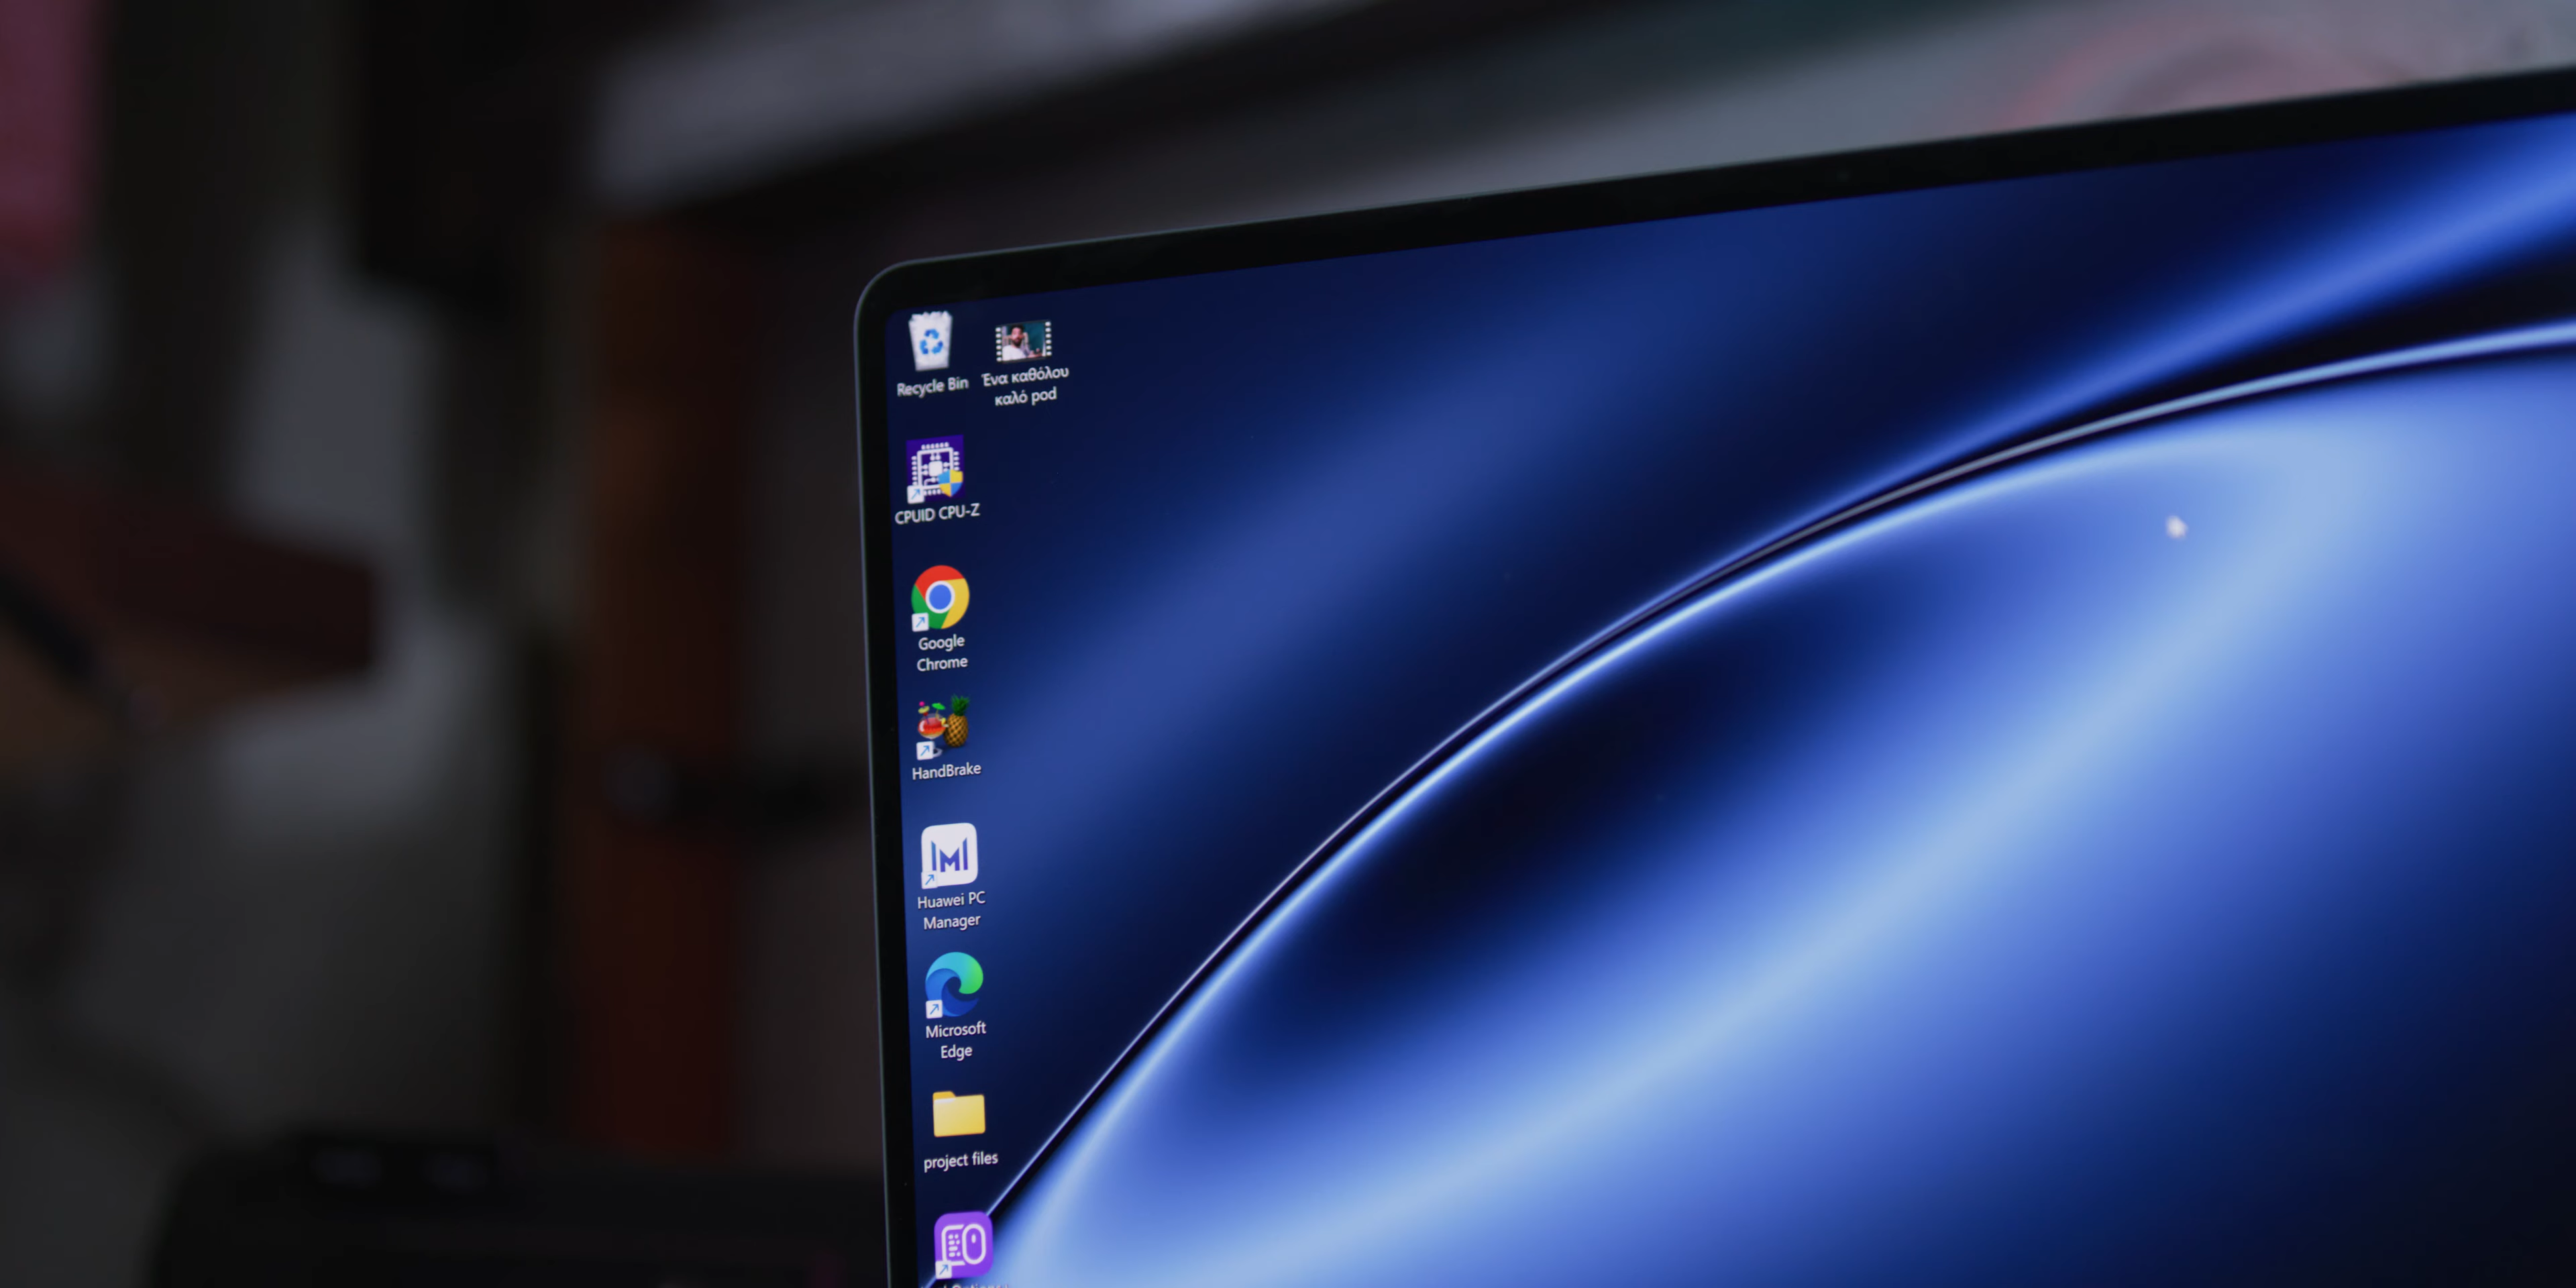 Recycle Bin
Ένα καθόλου
καλό pod
CPUID CPU-Z
Google
Chrome
HandBrake
Huawei PC
Manager
Microsoft
Edge
project files